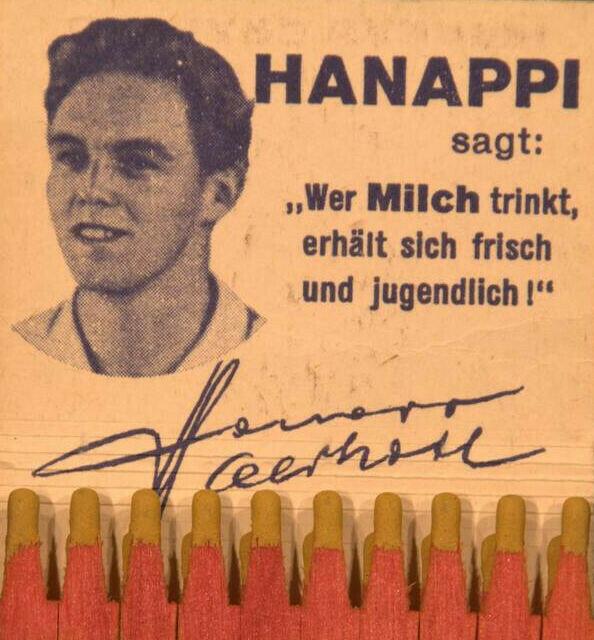 HANAPPI
sagt:
„Wer Milch trinkt,
erhält sich frisch
und jugendlich!“